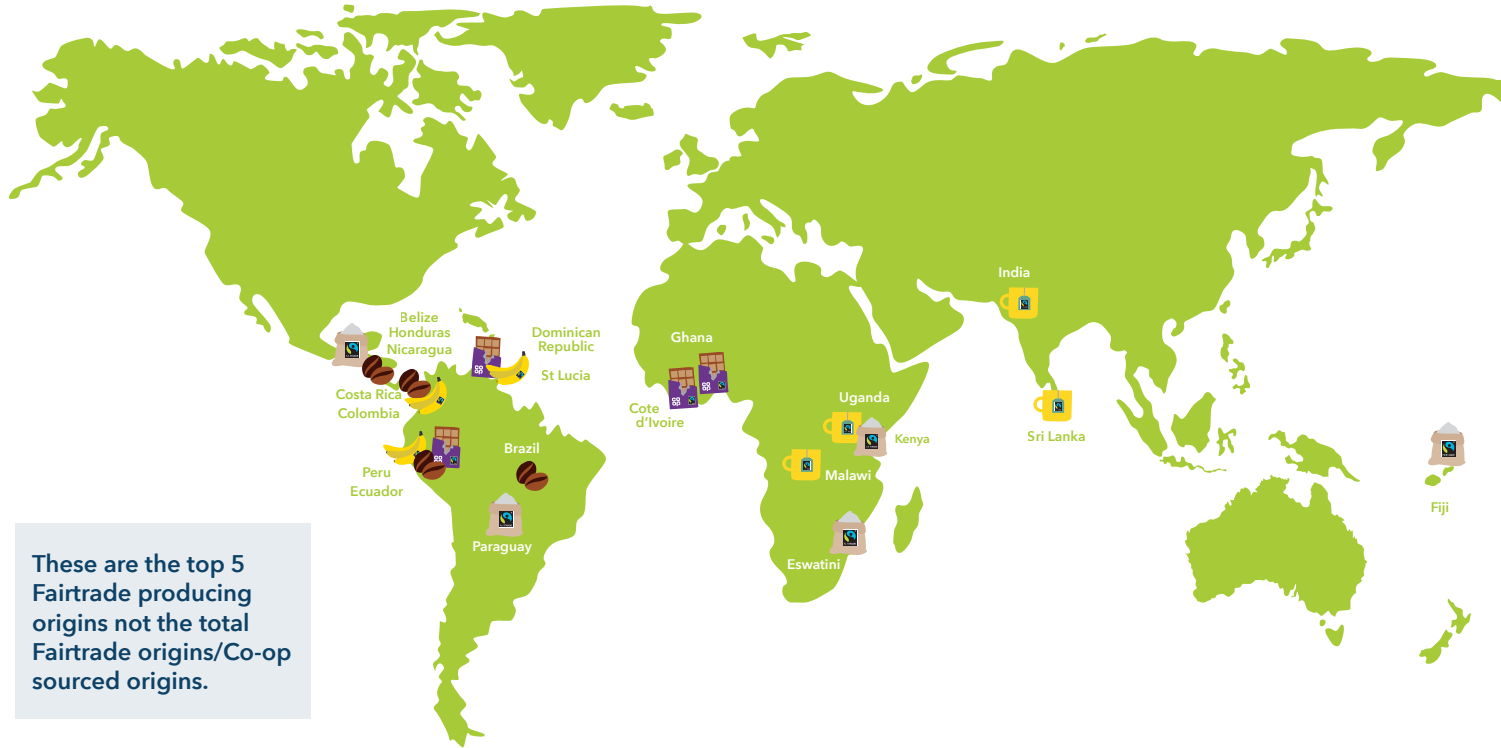 India
Belize
Honduras
Nicaragua
Dominican
Republic
St Lucia
Ghana
Costa Rica
Colombia
Cote
d'Ivoire
Uganda
Kenya
Sri Lanka
Brazil
Peru
Ecuador
Malawi
Fiji
Paraguay
Eswatini
These are the top 5
Fairtrade producing
origins not the total
Fairtrade origins/Co-op
sourced origins.